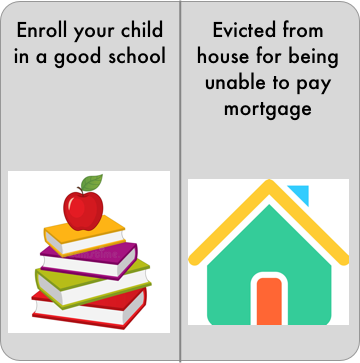 Enroll your child
in a good school
Evicted from
house for being
unable to pay
mortgage